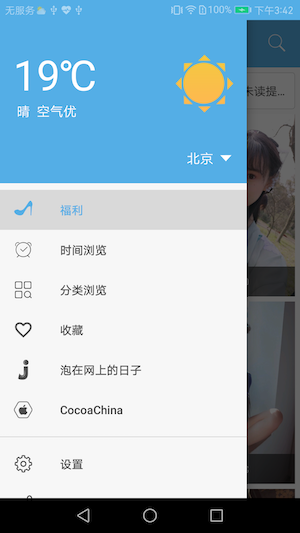 无服务 100% 下午3:42
19℃
晴 空气优
北京
未读提...
福利
时间浏览
分类浏览
收藏
泡在网上的日子
CocoaChina
设置